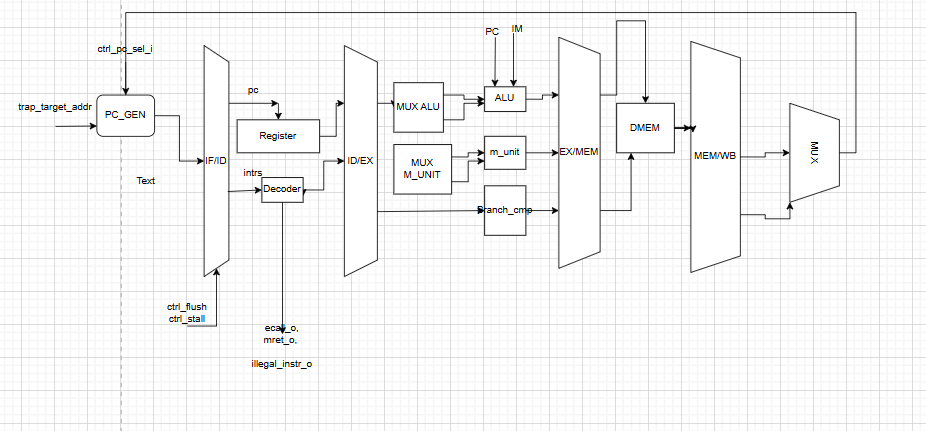 PC
IM
ctrl_pc_sel_i
pc
trap_target_addr
PC_GEN
MUX ALU
ALU
Register
DMEM
IF/ID
ID/EX
MUX
M_UNIT
m_unit
EX/MEM
MEM/WB
MUX
Text
intrs
Decoder
Branch_cmp
ctrl_flush
ctrl_stall
ecall_o,
mret_o,
illegal_instr_o